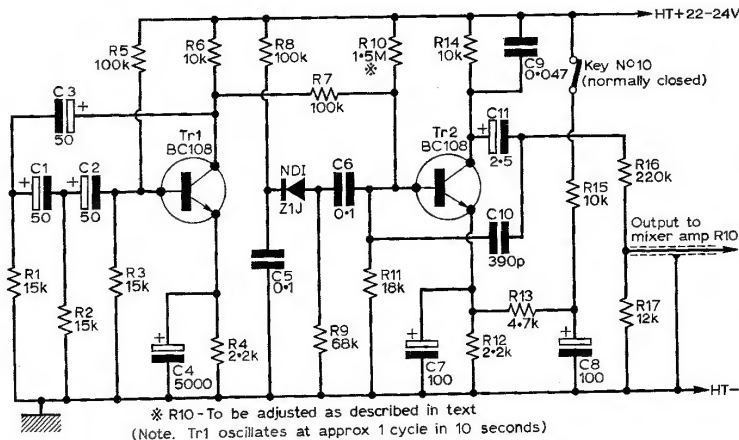 HT+22-24V
R5
100k
R6
10k
R8
100k
R10
1·5M
※
R14
10k
C9
0·047
Key Nº10
(normally closed)
C3
+
50
R7
100k
Tr1
BC108
Tr2
BC108
C11
+
2·5
C1
+
50
C2
+
50
NDI
Z1J
C6
0·1
R16
220k
R15
10k
C10
390p
Output to
mixer amp R10
R1
15k
R2
15k
R3
15k
C5
0·1
R11
18k
R13
4·7k
R9
68k
R17
12k
+
C4
5000
R4
2·2k
+
C7
100
R12
2·2k
+
C8
100
HT-
※ R10 - To be adjusted as described in text
(Note. Tr1 oscillates at approx 1 cycle in 10 seconds)